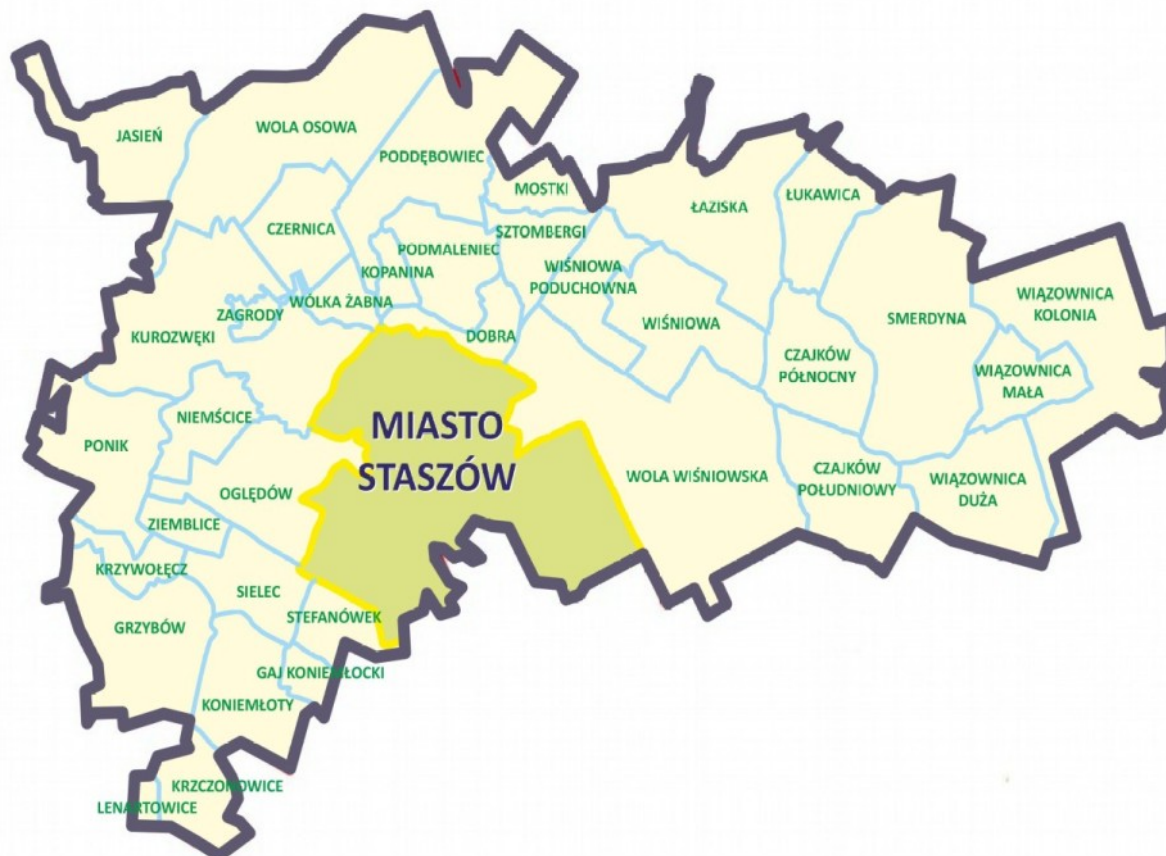 JASIEŃ
WOLA OSOWA
PODDĘBOWIEC
MOSTKI
ŁAZISKA
ŁUKAWICA
CZERNICA
PODMALENIEC
SZTOMBERGI
KOPANINA
WIŚNIOWA
PODUCHOWNA
WÓLKA ŻABNA
ZAGRODY
KUROZWĘKI
DOBRA
WIŚNIOWA
SMERDYNA
WIĄZOWNICA
KOLONIA
CZAJKÓW
PÓŁNOCNY
WIĄZOWNICA
MAŁA
NIEMŚCICE
PONIK
MIASTO
STASZÓW
OGLĘDÓW
WOLA WIŚNIOWSKA
CZAJKÓW
POŁUDNIOWY
WIĄZOWNICA
DUŻA
ZIEMBLICE
KRZYWOŁĘCZ
SIELEC
STEFANÓWEK
GRZYBÓW
GAJ KONIEMŁOCKI
KONIEMŁOTY
KRZCZONOWICE
LENARTOWICE